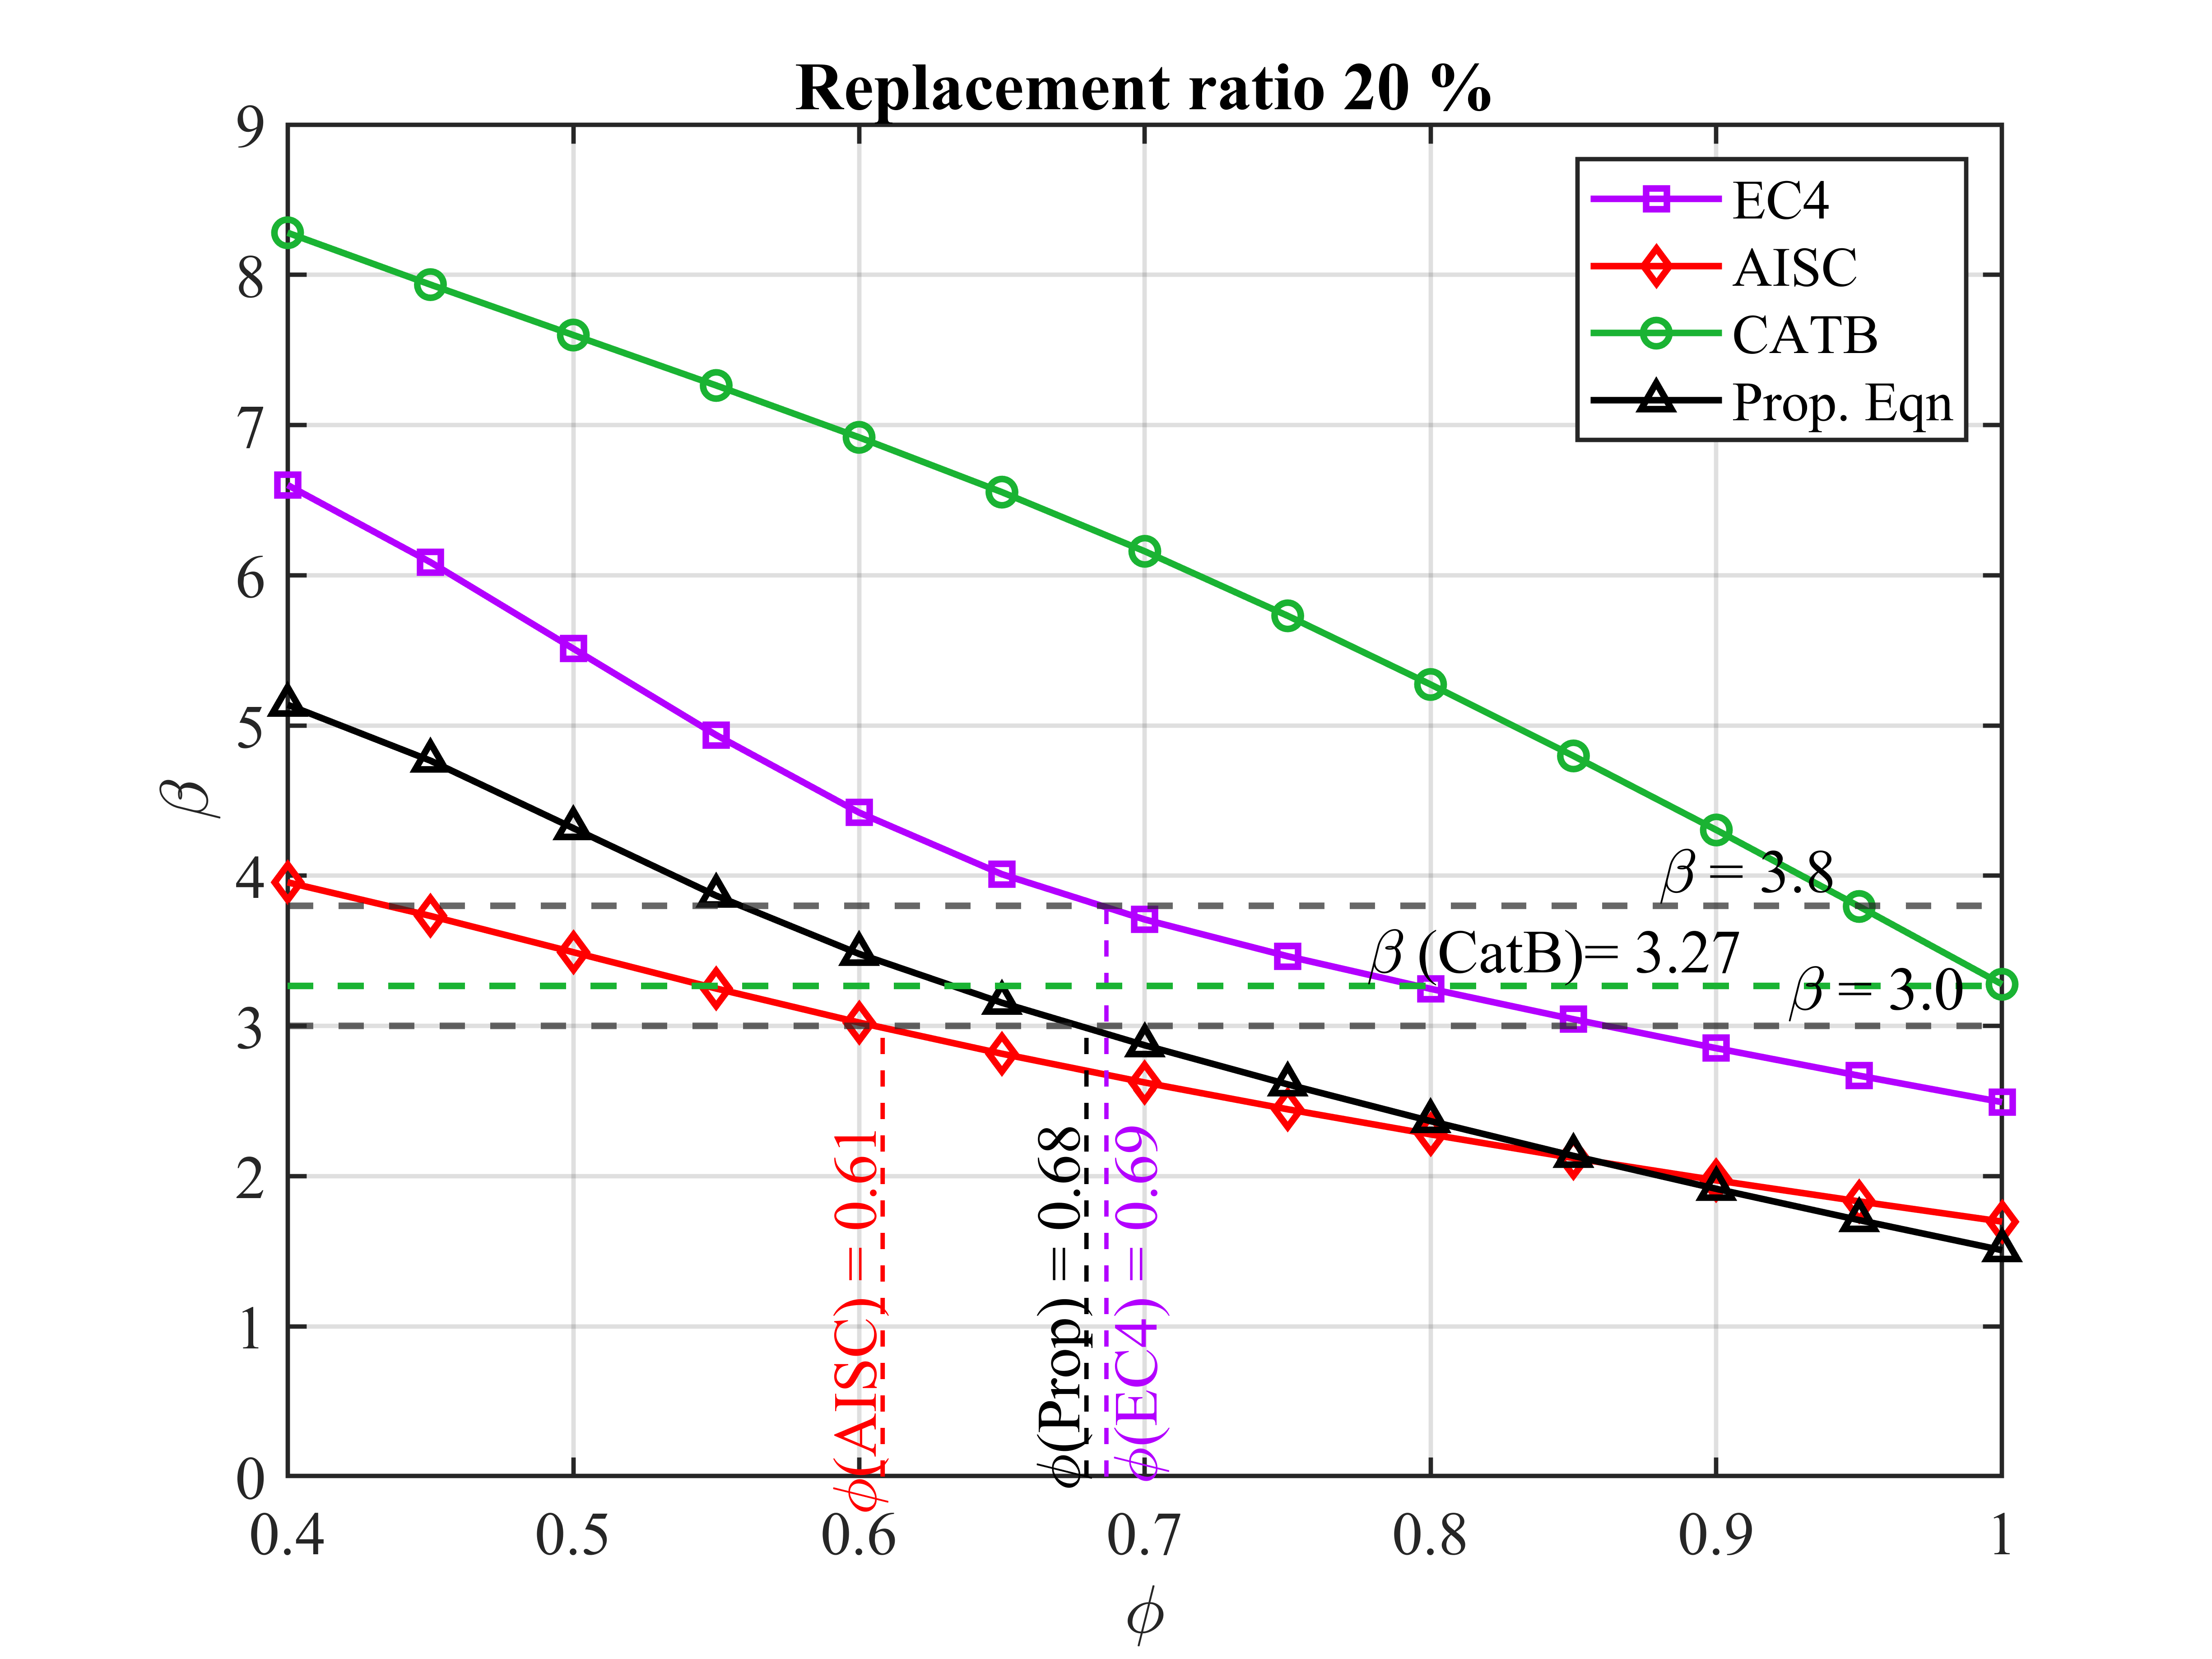 Replacement ratio 20 %
9
8
7
6
5
4
3
2
1
0
β
EC4
AISC
CATB
Prop. Eqn
β = 3.8
β (CatB)= 3.27
β = 3.0
ϕ(AISC) = 0.61
ϕ(Prop) = 0.68
ϕ(EC4) = 0.69
0.4 0.5 0.6 0.7 0.8 0.9 1
ϕ